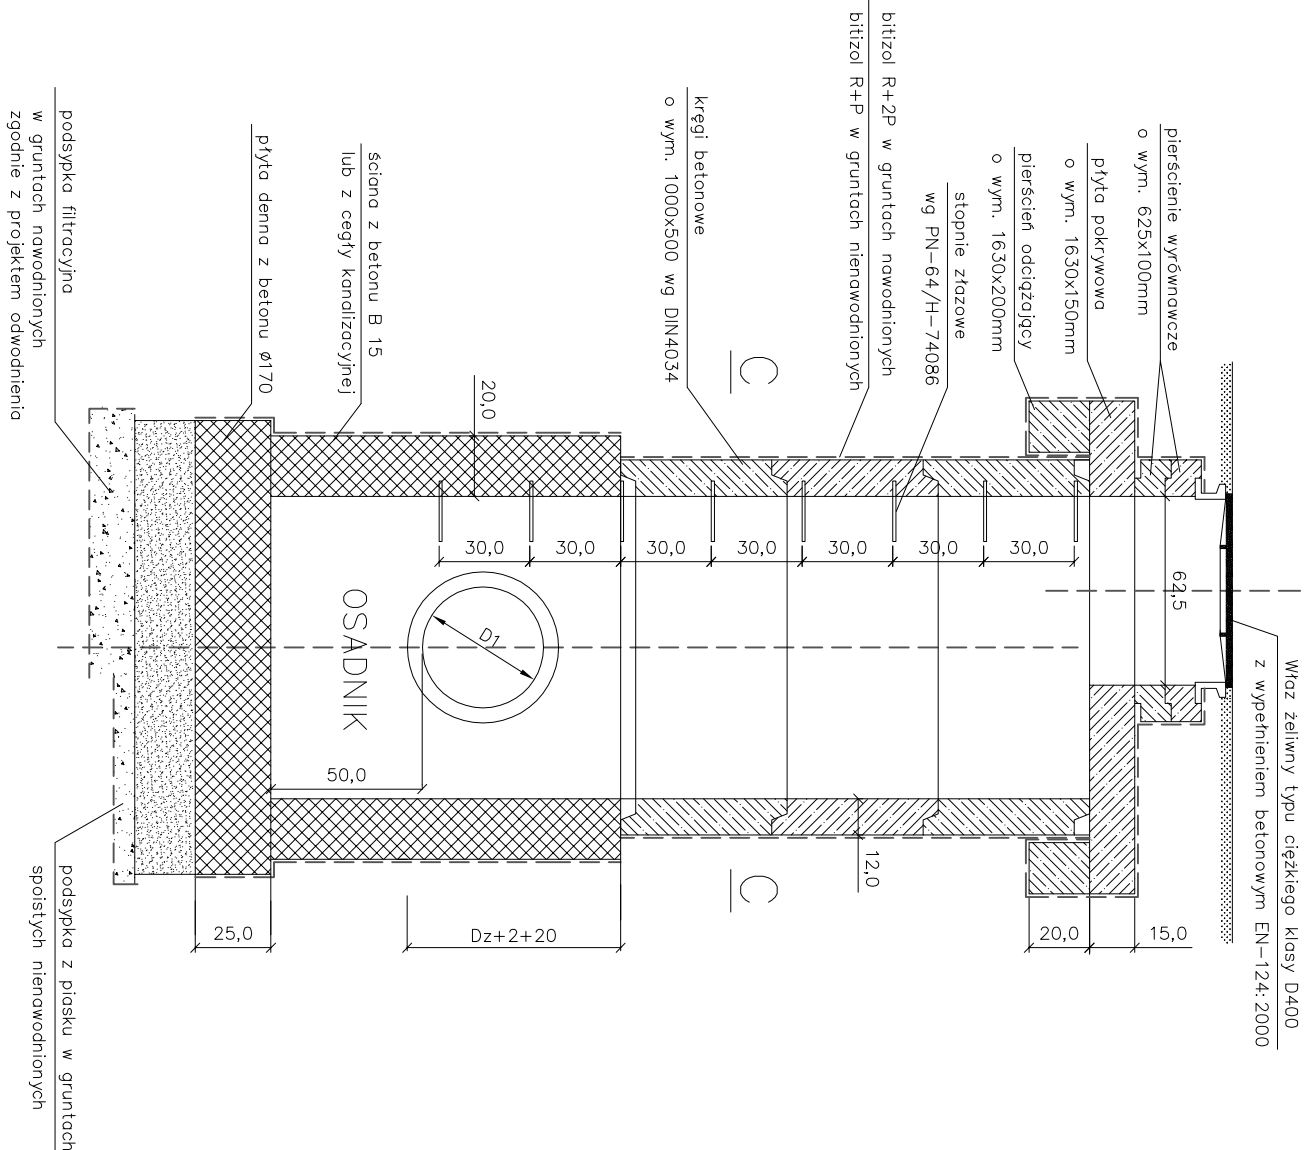 Właz żeliwny typu ciężkiego klasy D400
z wypełnieniem betonowym EN-124: 2000
pierścienie wyrównawcze
o wym. 625x100mm
płyta pokrywowa
o wym. 1630x150mm
pierścień odciążający
o wym. 1630x200mm
stopnie złazowe
wg PN-64/H-74086
bitizol R+2P w gruntach nawodnionych
bitizol R+P w gruntach nienawodnionych
kręgi betonowe
o wym. 1000x500 wg DIN4034
ściana z betonu B 15
lub z cegły kanalizacyjnej
płyta denna z betonu ø170
podsypka filtracyjna
w gruntach nawodnionych
zgodnie z projektem odwodnienia
podsypka z piasku w gruntach
spoistych nienawodnionych
C
C
20,0
30,0
30,0
30,0
30,0
30,0
30,0
30,0
62,5
D1
OSADNIK
50,0
12,0
25,0
Dz+2+20
20,0
15,0